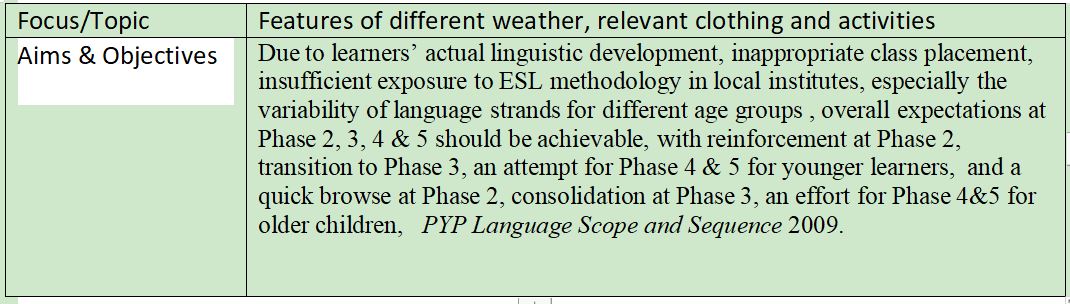 Focus/Topic
Features of different weather, relevant clothing and activities
Aims & Objectives
Due to learners’ actual linguistic development, inappropriate class placement,
insufficient exposure to ESL methodology in local institutes, especially the
variability of language strands for different age groups , overall expectations at
Phase 2, 3, 4 & 5 should be achievable, with reinforcement at Phase 2,
transition to Phase 3, an attempt for Phase 4 & 5 for younger learners,  and a
quick browse at Phase 2, consolidation at Phase 3, an effort for Phase 4&5 for
older children,   PYP Language Scope and Sequence 2009.